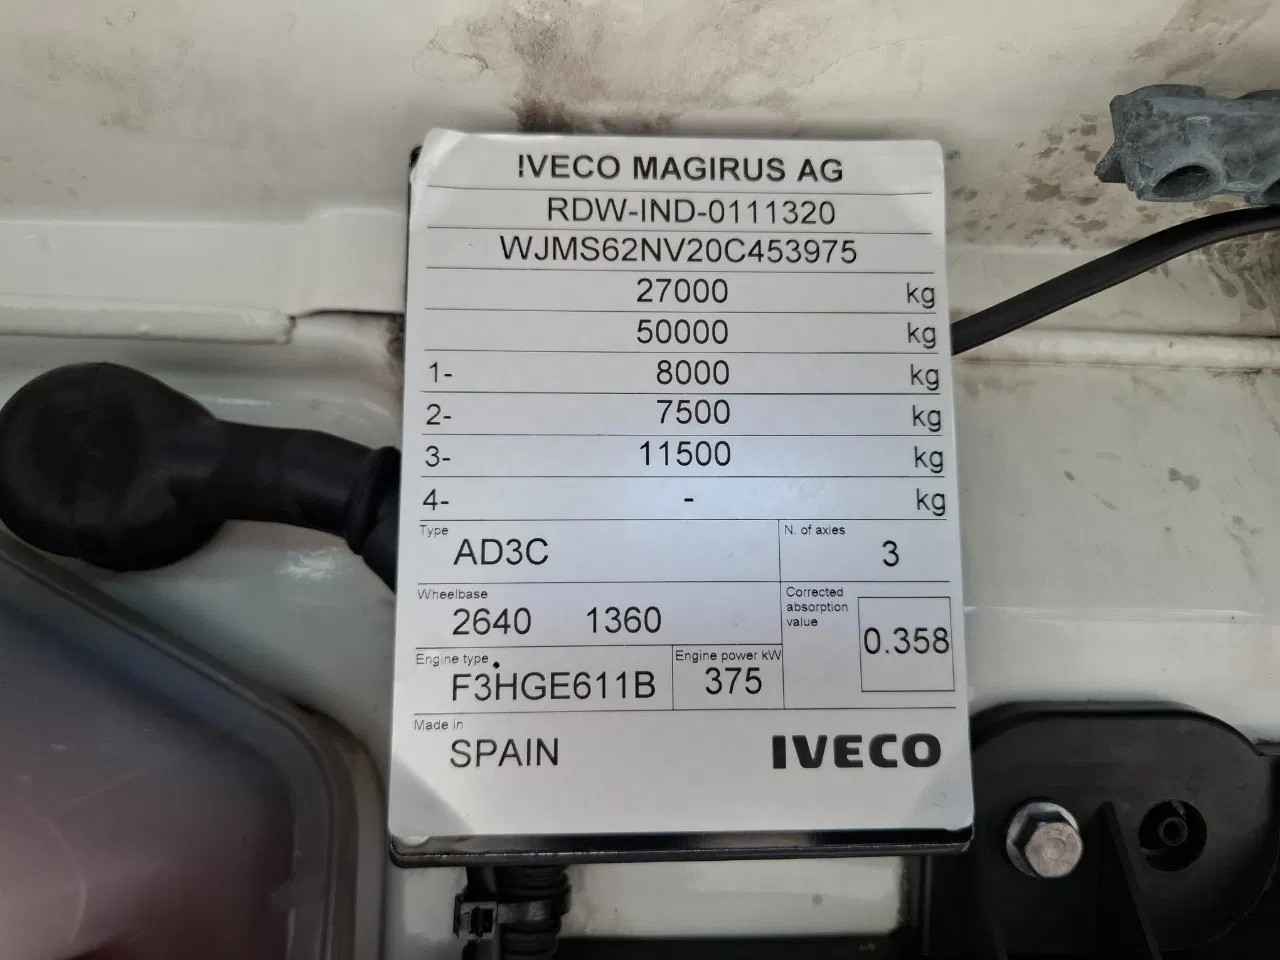 IVECO MAGIRUS AG
RDW-IND-0111320
WJMS62NV20C453975
27000 kg
50000 kg
1- 8000 kg
2- 7500 kg
3- 11500 kg
4- - kg
Type N. of axles
AD3C 3
Wheelbase Corrected absorption value
2640 1360 0.358
Engine type Engine power kW
F3HGE611B 375
Made in
SPAIN IVECO